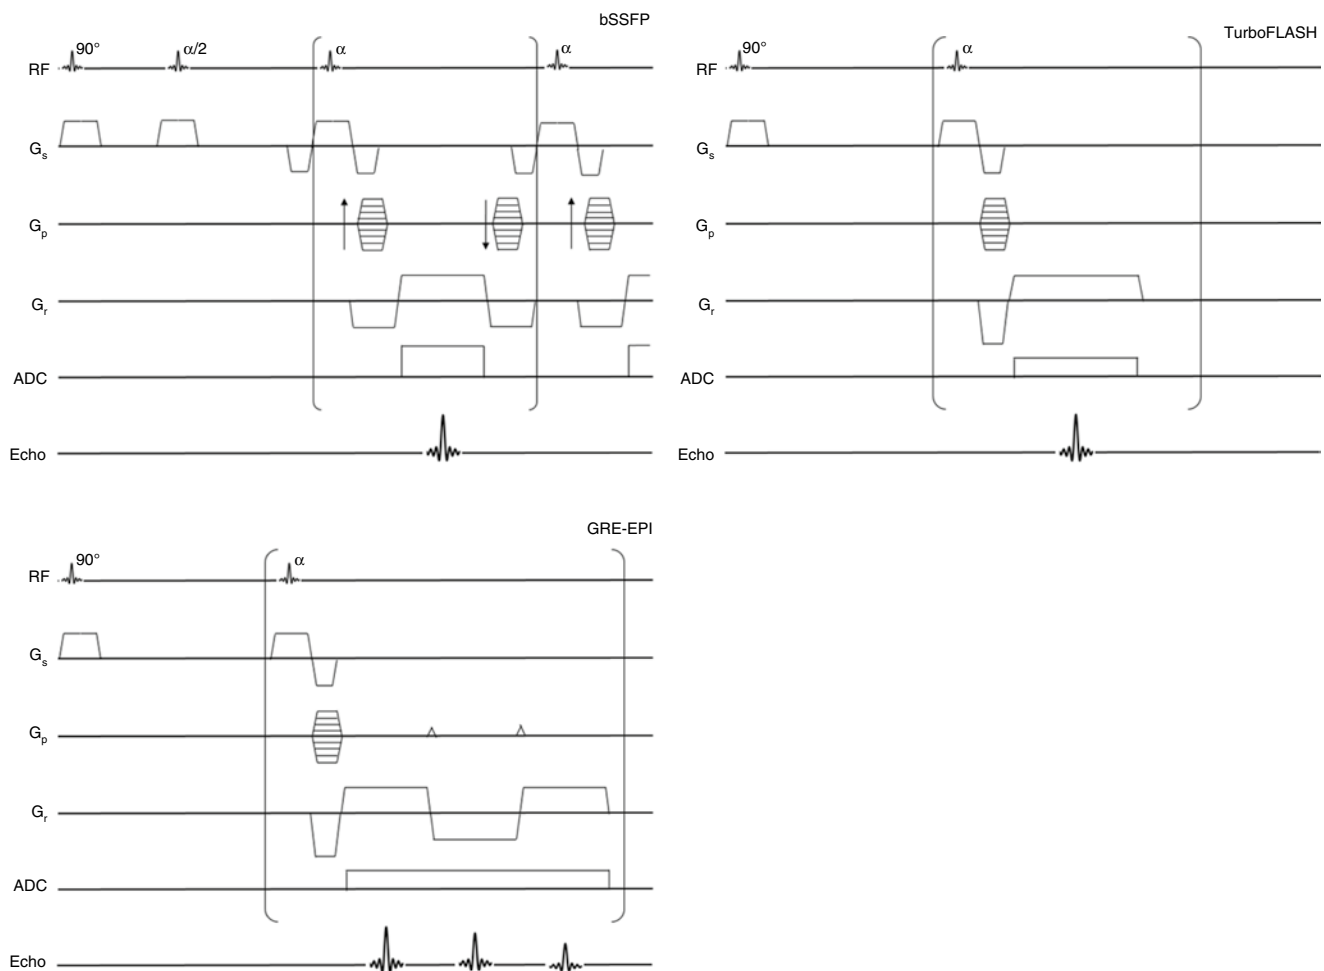 bSSFP
90° α/2 α α
RF
Gs
Gp
Gr
ADC
Echo
TurboFLASH
90° α
RF
Gs
Gp
Gr
ADC
Echo
GRE-EPI
90° α
RF
Gs
Gp
Gr
ADC
Echo